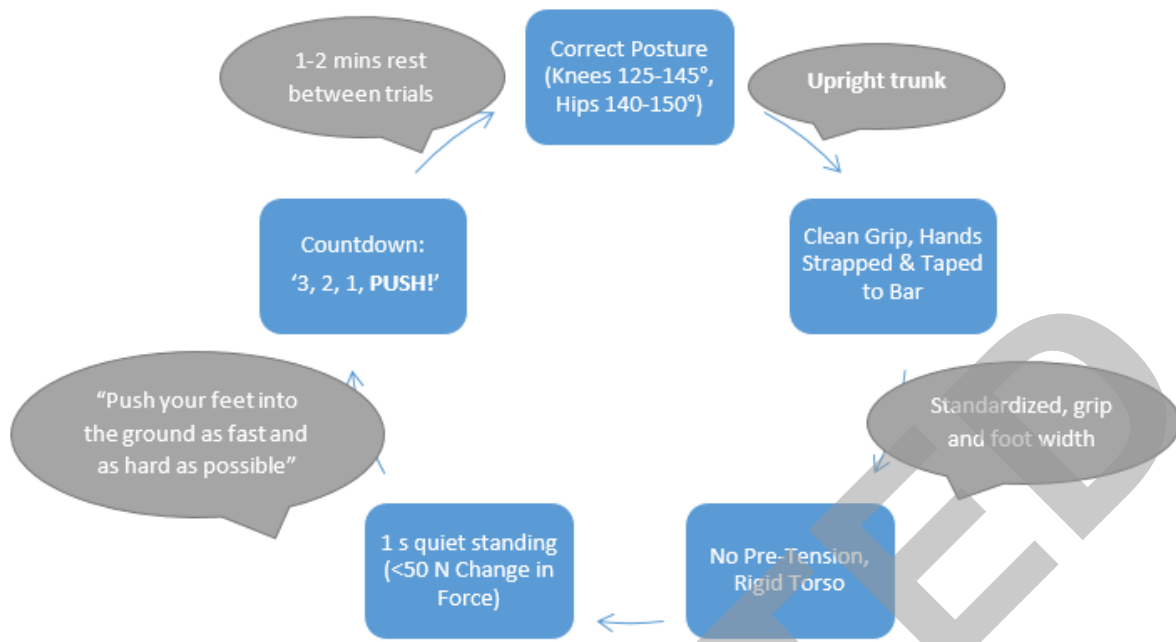 Correct Posture
(Knees 125-145°,
Hips 140-150°)
Upright trunk
Clean Grip, Hands
Strapped & Taped
to Bar
Standardized, grip
and foot width
No Pre-Tension,
Rigid Torso
1 s quiet standing
(<50 N Change in
Force)
“Push your feet into
the ground as fast and
as hard as possible”
Countdown:
‘3, 2, 1, PUSH!’
1-2 mins rest
between trials